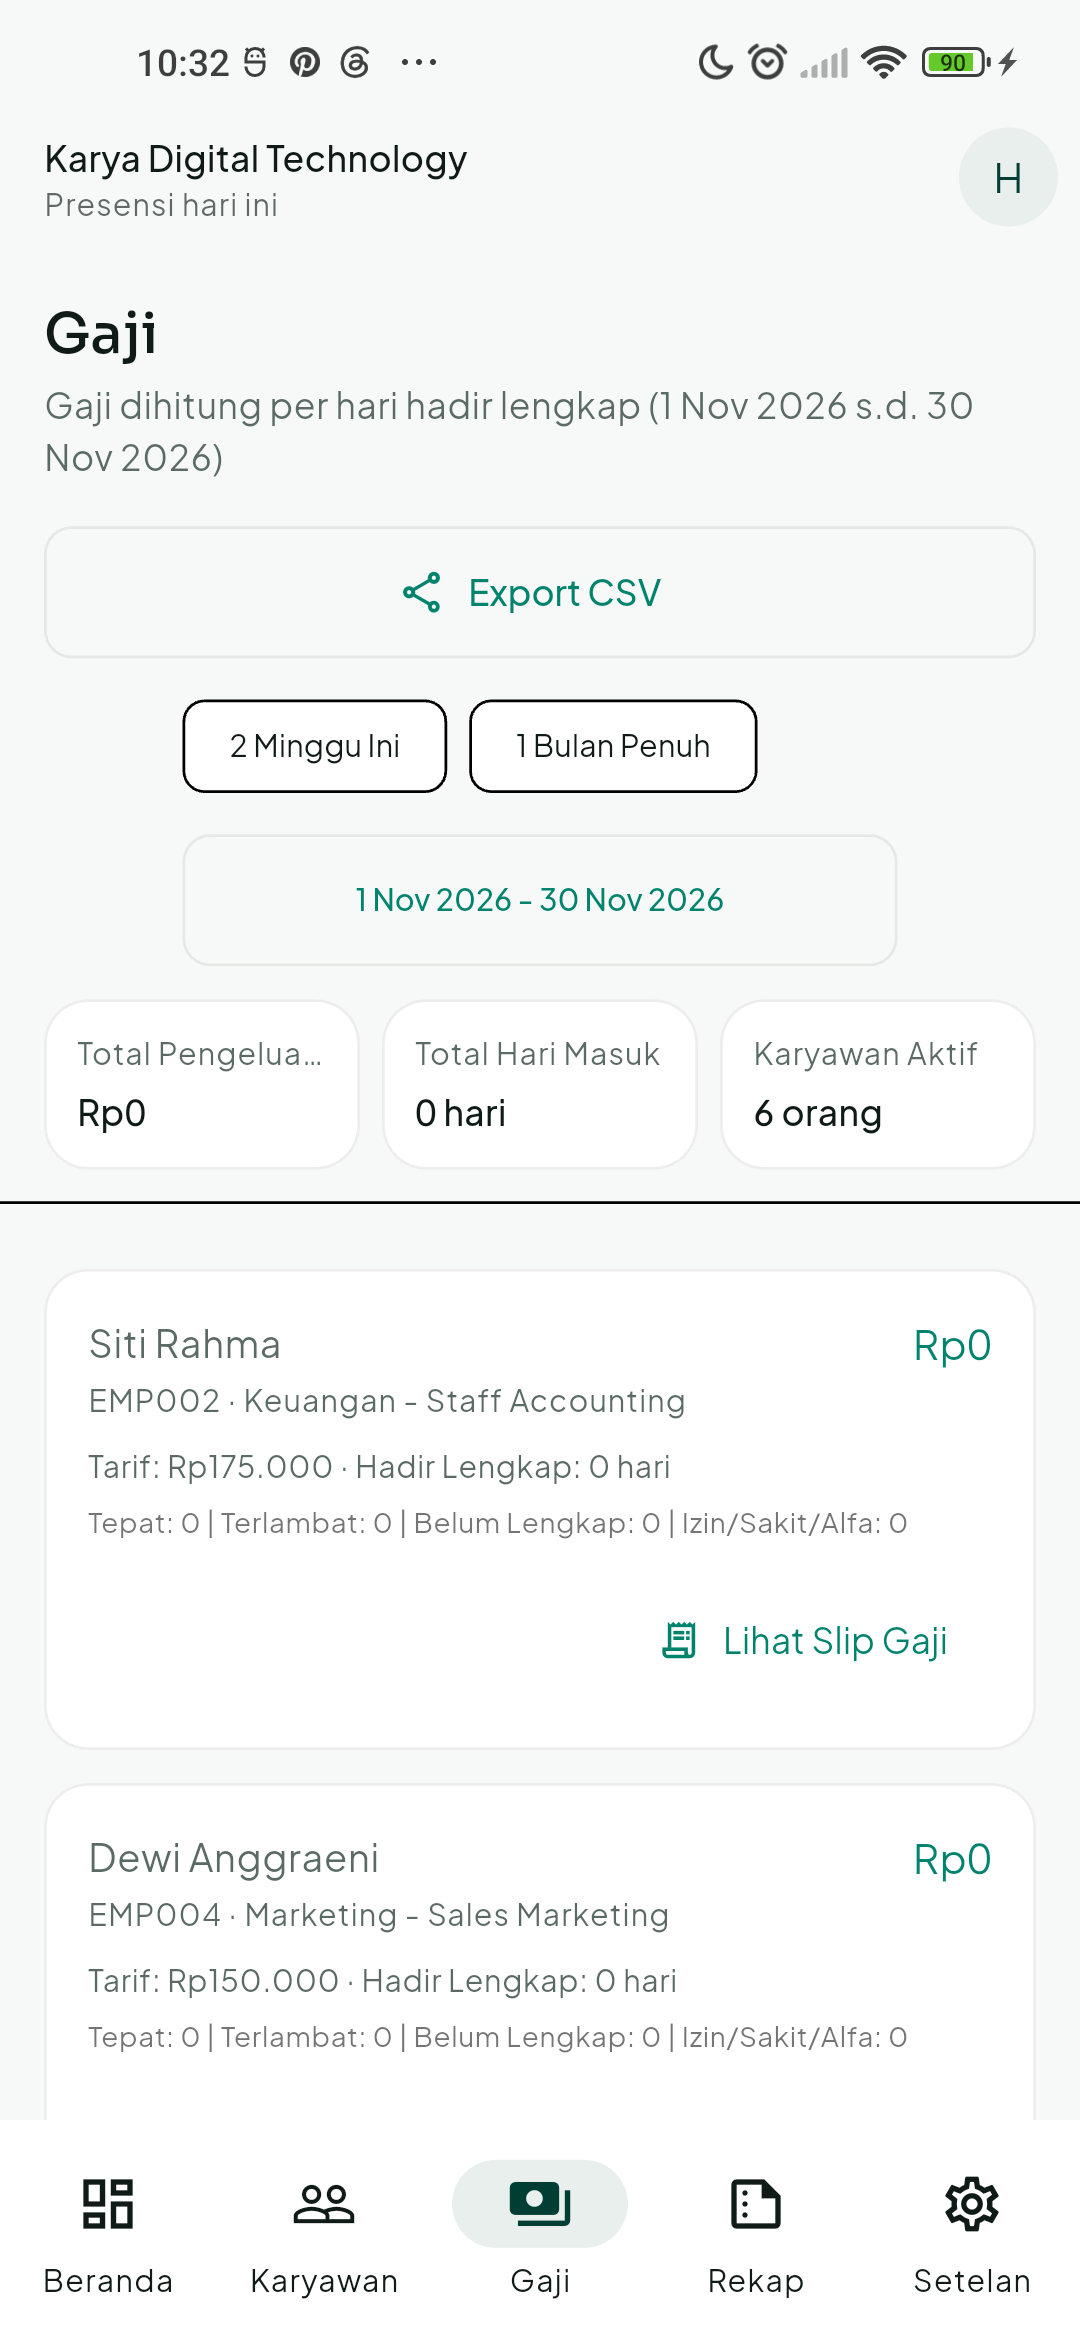 10:32
90
Karya Digital Technology
Presensi hari ini
H
Gaji
Gaji dihitung per hari hadir lengkap (1 Nov 2026 s.d. 30
Nov 2026)
Export CSV
2 Minggu Ini
1 Bulan Penuh
1 Nov 2026 - 30 Nov 2026
Total Pengelua...
Rp0
Total Hari Masuk
0 hari
Karyawan Aktif
6 orang
Siti Rahma
Rp0
EMP002 · Keuangan - Staff Accounting
Tarif: Rp175.000 · Hadir Lengkap: 0 hari
Tepat: 0 | Terlambat: 0 | Belum Lengkap: 0 | Izin/Sakit/Alfa: 0
Lihat Slip Gaji
Dewi Anggraeni
Rp0
EMP004 · Marketing - Sales Marketing
Tarif: Rp150.000 · Hadir Lengkap: 0 hari
Tepat: 0 | Terlambat: 0 | Belum Lengkap: 0 | Izin/Sakit/Alfa: 0
Beranda
Karyawan
Gaji
Rekap
Setelan